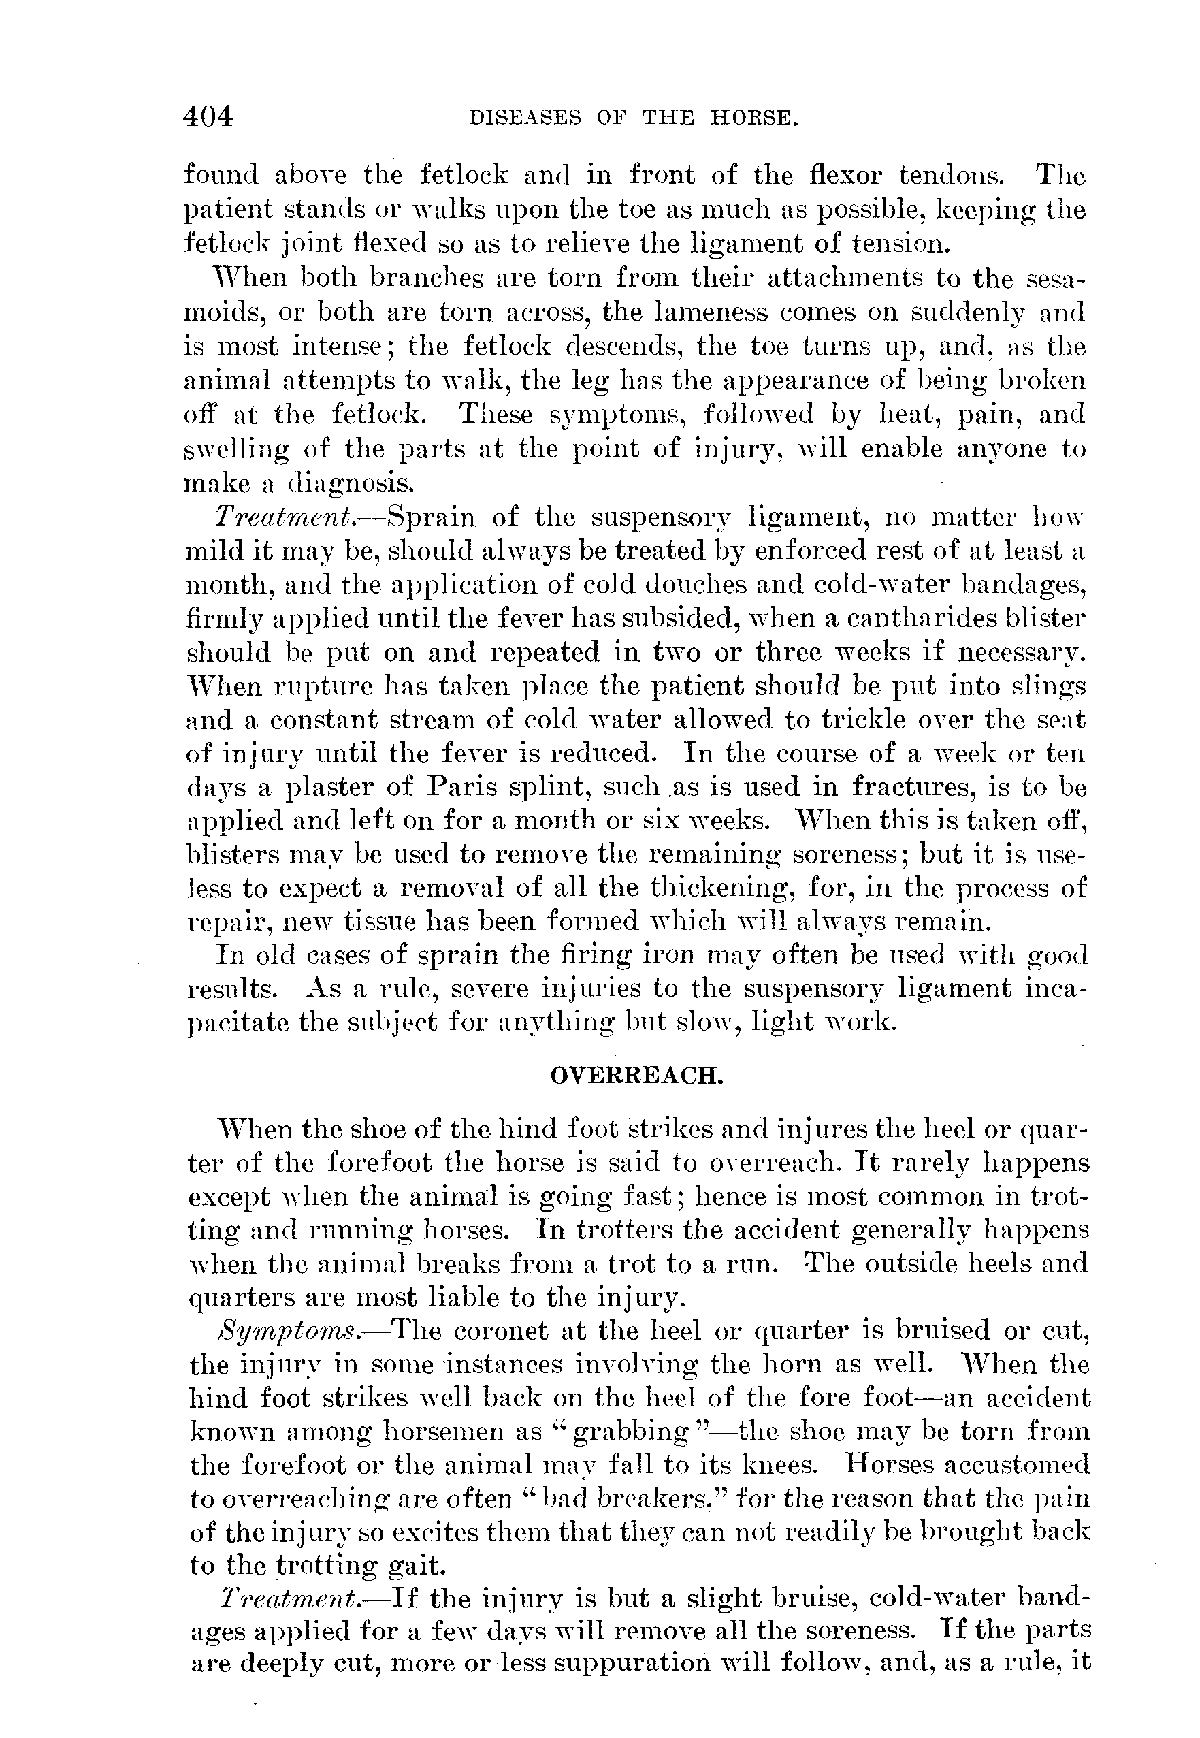 404 DISEASES OF THE HORSE.
found above the fetlock and in front of the flexor tendons. The
patient stands or walks upon the toe as much as possible, keeping the
fetlock joint flexed so as to relieve the ligament of tension.
When both branches are torn from their attachments to the sesa-
moids, or both are torn across, the lameness comes on suddenly and
is most intense; the fetlock descends, the toe turns up, and, as the
animal attempts to walk, the leg has the appearance of being broken
off at the fetlock. These symptoms, followed by heat, pain, and
swelling of the parts at the point of injury, will enable anyone to
make a diagnosis.
Treatment.—Sprain of the suspensory ligament, no matter how
mild it may be, should always be treated by enforced rest of at least a
month, and the application of cold douches and cold-water bandages,
firmly applied until the fever has subsided, when a cantharides blister
should be put on and repeated in two or three weeks if necessary.
When rupture has taken place the patient should be put into slings
and a constant stream of cold water allowed to trickle over the seat
of injury until the fever is reduced. In the course of a week or ten
days a plaster of Paris splint, such as is used in fractures, is to be
applied and left on for a month or six weeks. When this is taken off,
blisters may be used to remove the remaining soreness; but it is use-
less to expect a removal of all the thickening, for, in the process of
repair, new tissue has been formed which will always remain.
In old cases of sprain the firing iron may often be used with good
results. As a rule, severe injuries to the suspensory ligament inca-
pacitate the subject for anything but slow, light work.
OVERREACH.
When the shoe of the hind foot strikes and injures the heel or quar-
ter of the forefoot the horse is said to overreach. It rarely happens
except when the animal is going fast; hence is most common in trot-
ting and running horses. In trotters the accident generally happens
when the animal breaks from a trot to a run. The outside heels and
quarters are most liable to the injury.
Symptoms.—The coronet at the heel or quarter is bruised or cut,
the injury in some instances involving the horn as well. When the
hind foot strikes well back on the heel of the fore foot—an accident
known among horsemen as "grabbing"—the shoe may be torn from
the forefoot or the animal may fall to its knees. Horses accustomed
to overreaching are often "bad breakers," for the reason that the pain
of the injury so excites them that they can not readily be brought back
to the trotting gait.
Treatment.—If the injury is but a slight bruise, cold-water band-
ages applied for a few days will remove all the soreness. If the parts
are deeply cut, more or less suppuration will follow, and, as a rule, it